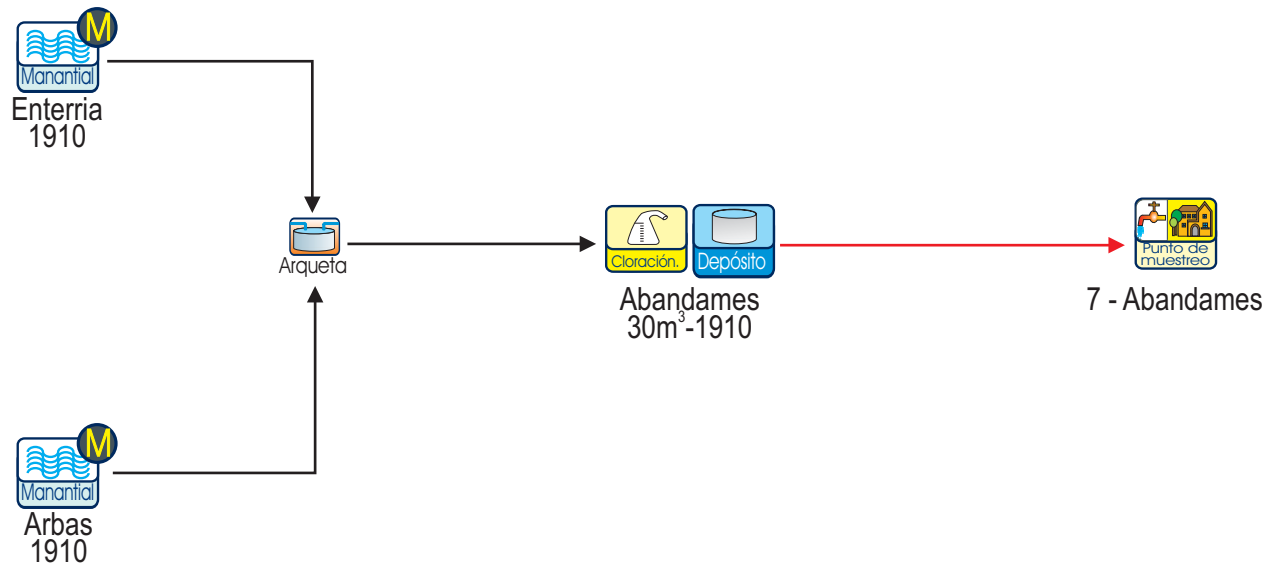 M
Manantial
Enterria
1910
Arqueta
Cloración.
Depósito
Abandames
30m³-1910
Punto de
muestreo
7 - Abandames
M
Manantial
Arbas
1910